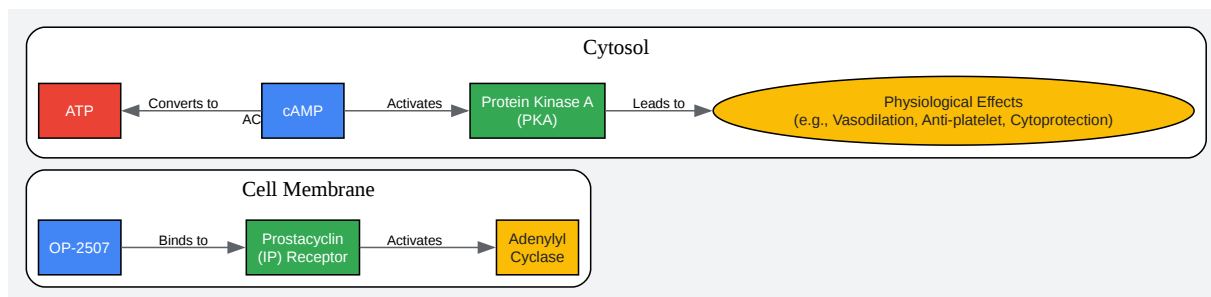 Cytosol
ATP
Converts to
AC
cAMP
Activates
Protein Kinase A
(PKA)
Leads to
Physiological Effects
(e.g., Vasodilation, Anti-platelet, Cytoprotection)
Cell Membrane
OP-2507
Binds to
Prostacyclin
(IP) Receptor
Activates
Adenylyl
Cyclase